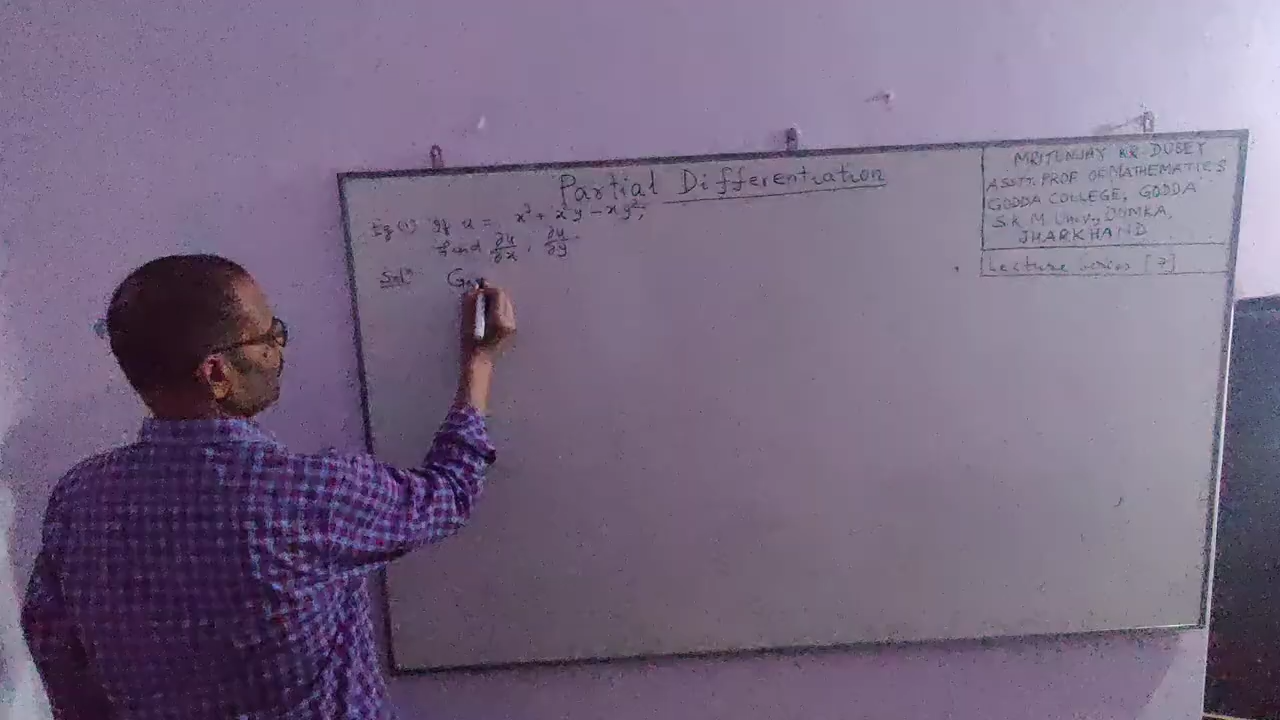 Partial Differentiation
Eg (1) If u = x³ + x²y - xy²,
find ∂u/∂x, ∂u/∂y
Solⁿ
MRITUNJAY KR. DUBEY
ASSTT. PROF OF MATHEMATICS
GODDA COLLEGE, GODDA
S.K.M. UNIV., DUMKA,
JHARKHAND
Lecture Series [7]